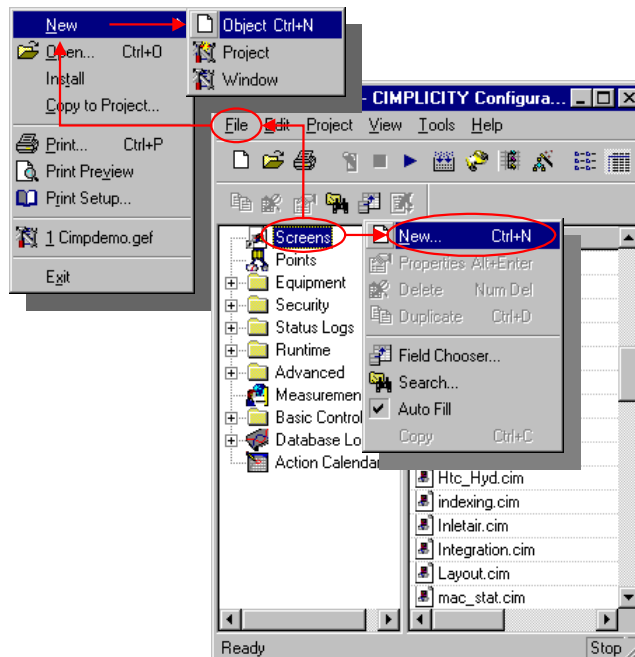 New
Object Ctrl+N
Open... Ctrl+O
Project
Install
Window
Copy to Project...
Print... Ctrl+P
Print Preview
Print Setup...
1 Cimpdemo.gef
Exit
- CIMPLICITY Configura...
File Edit Project View Tools Help
Screens
Points
Equipment
Security
Status Logs
Runtime
Advanced
Measuremen
Basic Control
Database Lo
Action Calendar
New... Ctrl+N
Properties Alt+Enter
Delete Num Del
Duplicate Ctrl+D
Field Chooser...
Search...
Auto Fill
Copy Ctrl+C
Htc_Hyd.cim
indexing.cim
Inletair.cim
Integration.cim
Layout.cim
mac_stat.cim
Ready Stop